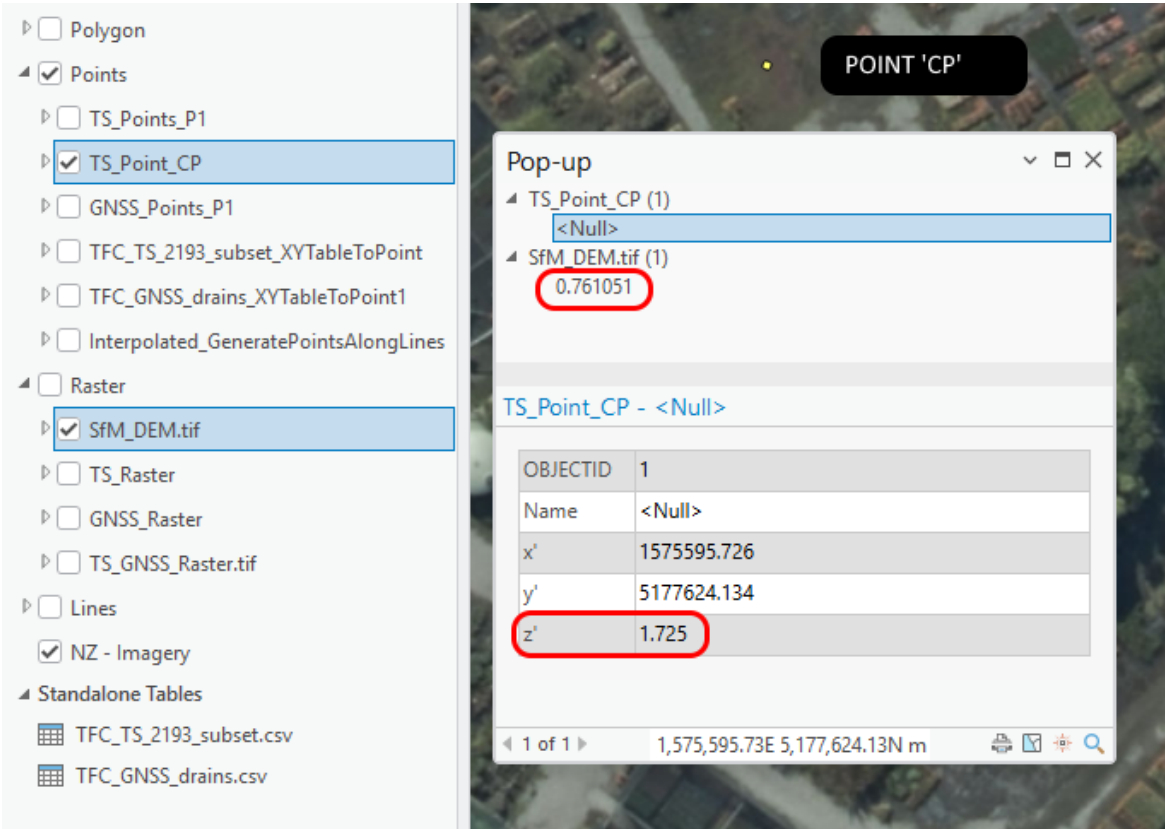 Polygon
Points
TS_Points_P1
TS_Point_CP
GNSS_Points_P1
TFC_TS_2193_subset_XYTableToPoint
TFC_GNSS_drains_XYTableToPoint1
Interpolated_GeneratePointsAlongLines
Raster
SfM_DEM.tif
TS_Raster
GNSS_Raster
TS_GNSS_Raster.tif
Lines
NZ - Imagery
Standalone Tables
TFC_TS_2193_subset.csv
TFC_GNSS_drains.csv
POINT 'CP'
Pop-up
TS_Point_CP (1)
<Null>
SfM_DEM.tif (1)
0.761051
TS_Point_CP - <Null>
OBJECTID 1
Name <Null>
x' 1575595.726
y' 5177624.134
z' 1.725
1 of 1 1,575,595.73E 5,177,624.13N m